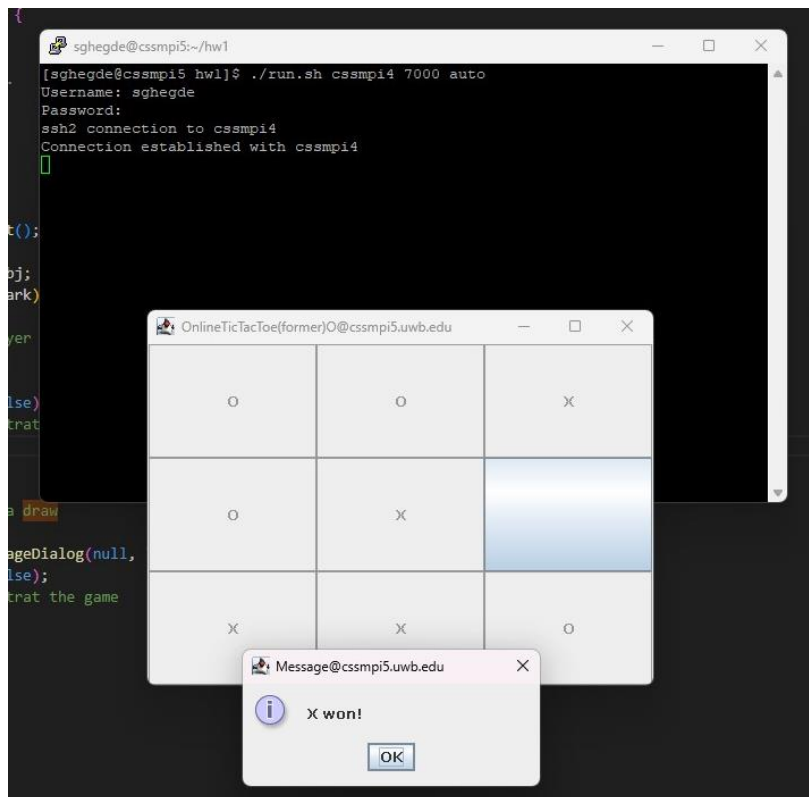 {
sghegde@cssmpi5:~/hw1
[sghegde@cssmpi5 hw1]$ ./run.sh cssmpi4 7000 auto
Username: sghegde
Password:
ssh2 connection to cssmpi4
Connection established with cssmpi4
t();
bj;
ark)
OnlineTicTacToe(former)O@cssmpi5.uwb.edu
yer
O O X
lse)
trat
O X
a draw
ageDialog(null,
lse);
trat the game
X X O
Message@cssmpi5.uwb.edu
X won!
OK